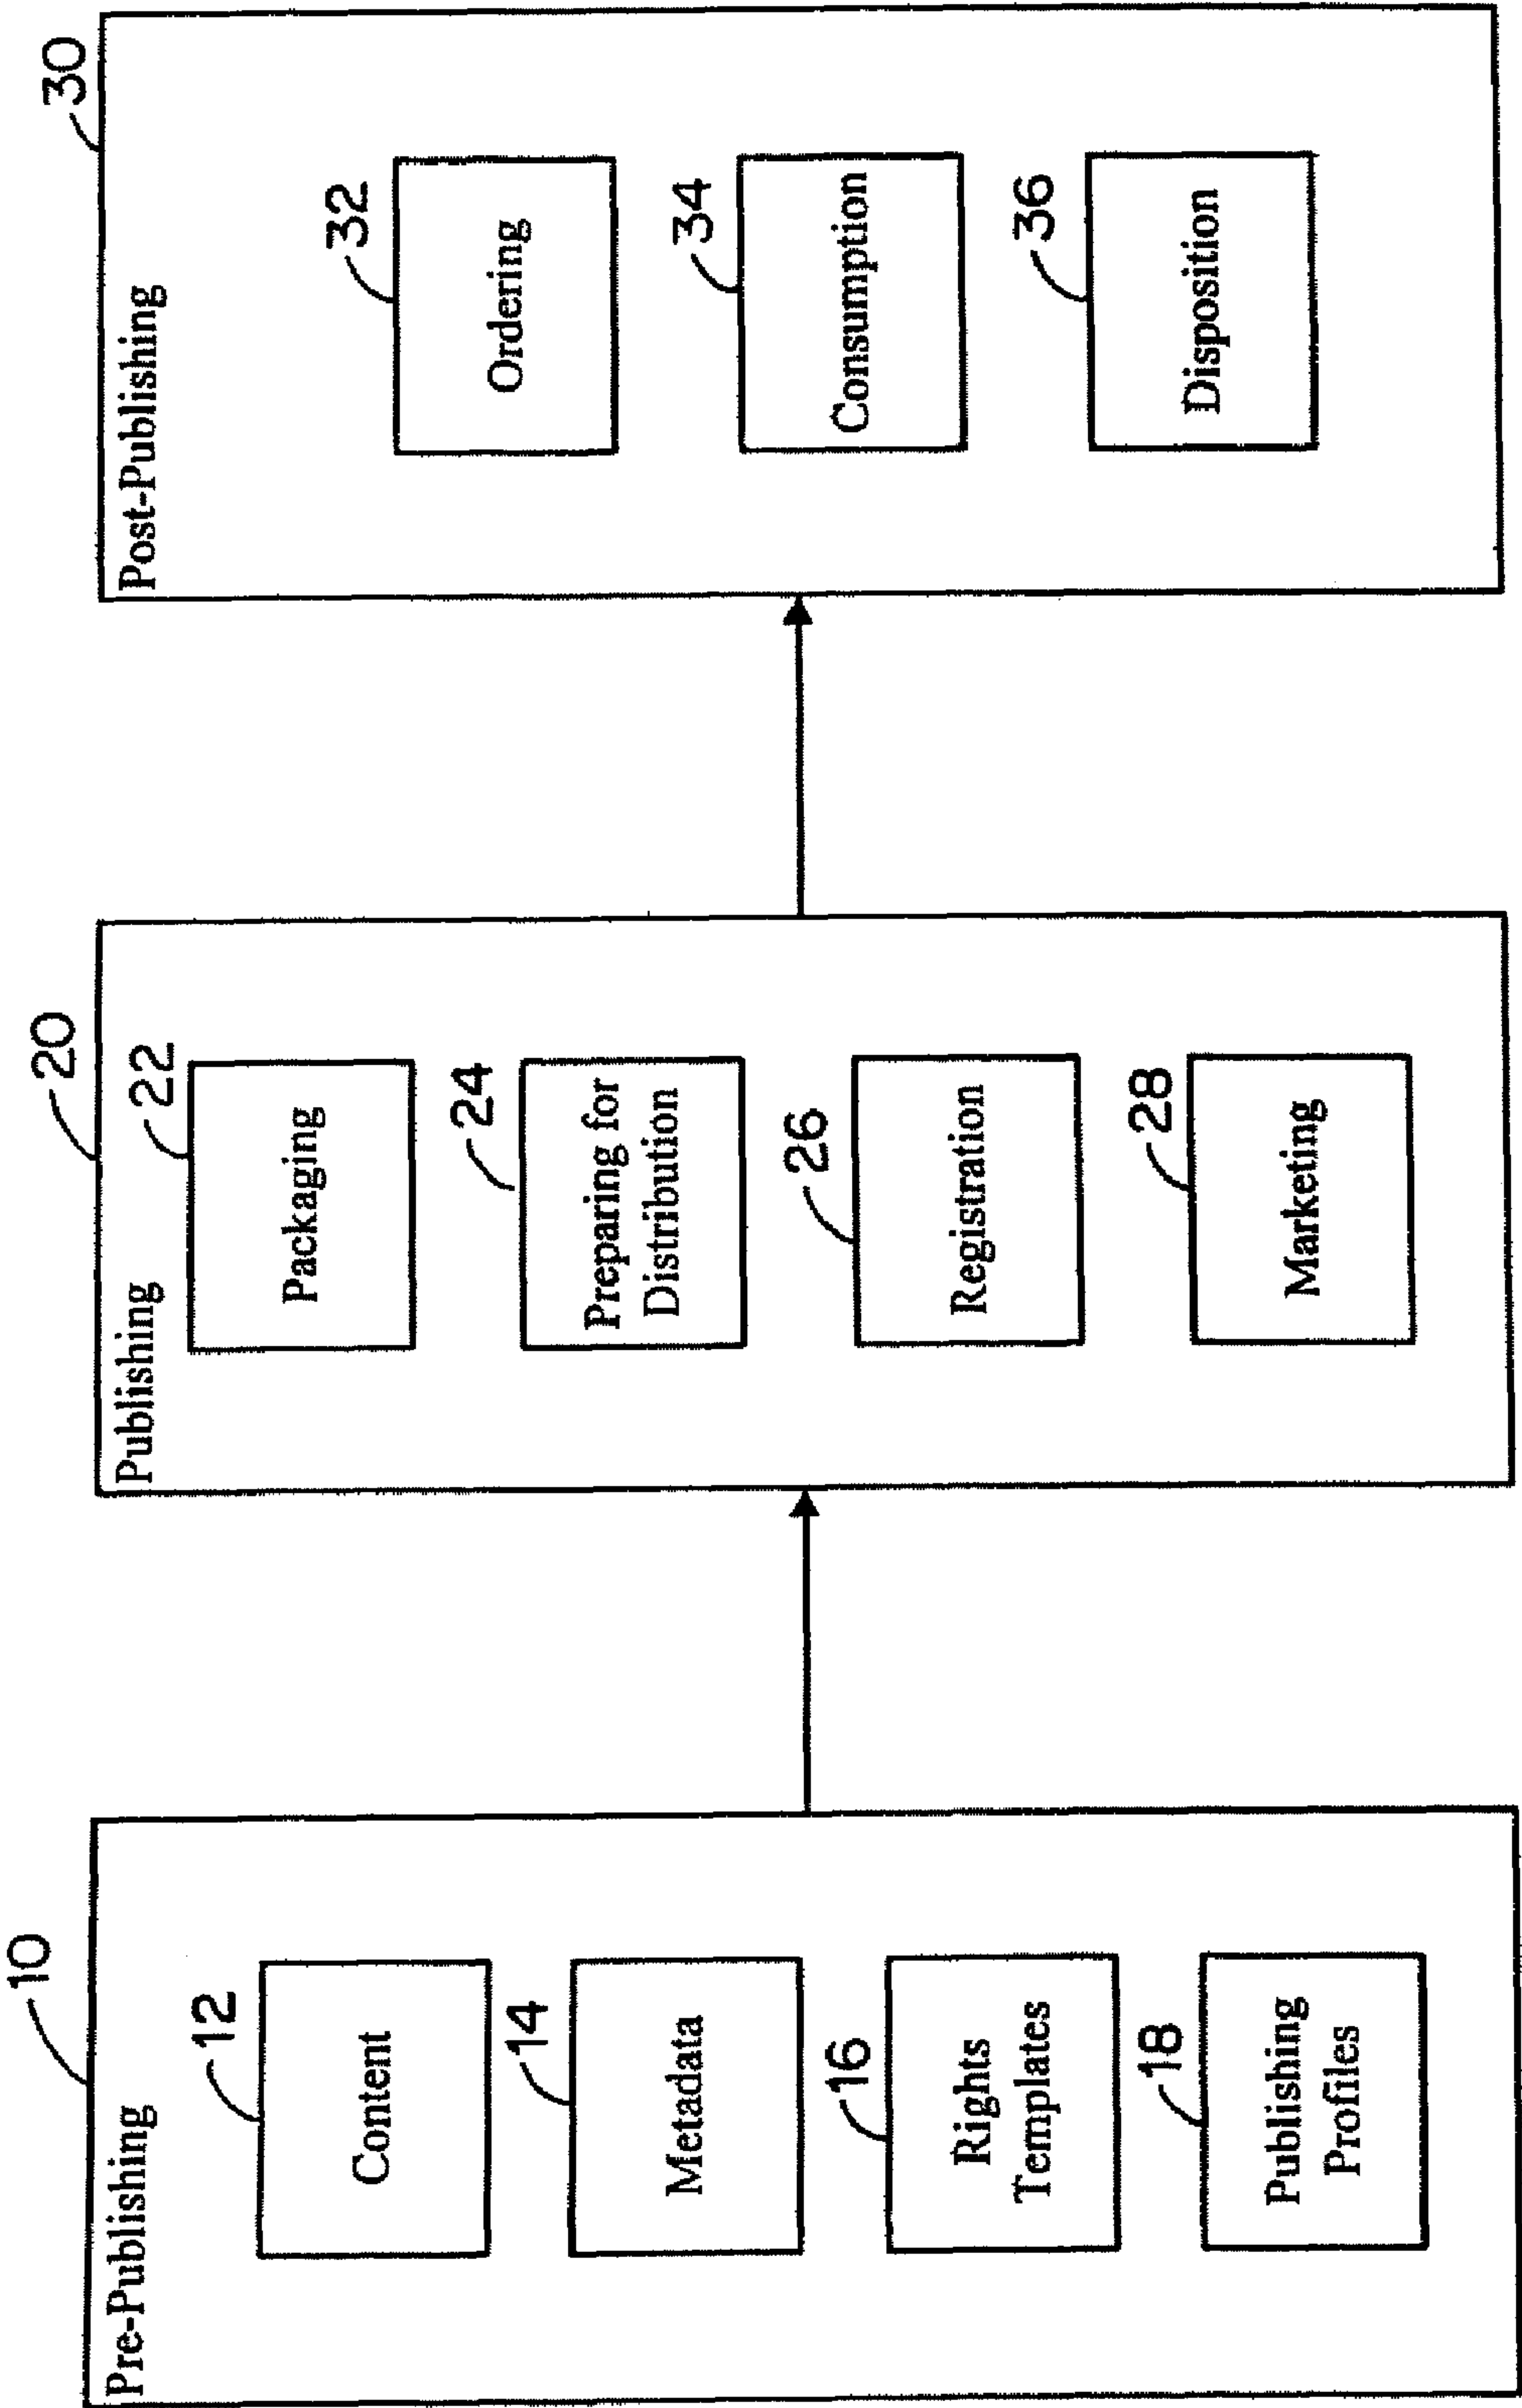 10
Pre-Publishing
12
Content
14
Metadata
16
Rights
Templates
18
Publishing
Profiles
20
Publishing
22
Packaging
24
Preparing for
Distribution
26
Registration
28
Marketing
30
Post-Publishing
32
Ordering
34
Consumption
36
Disposition